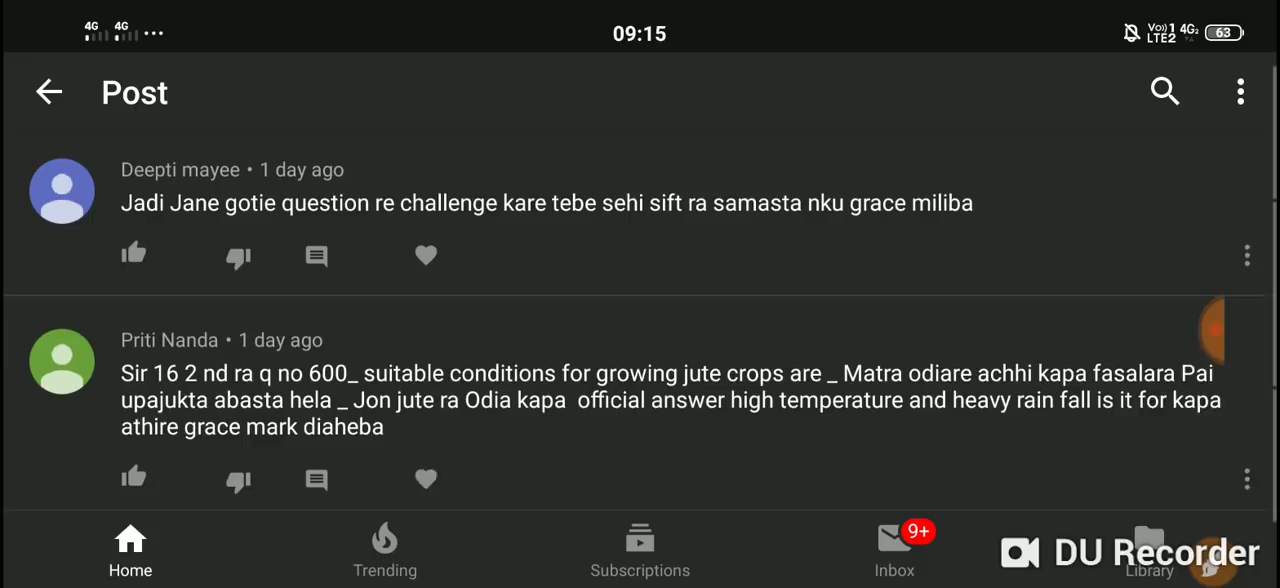 4G 4G ... 09:15 Vo)) 1 LTE2 4G2 63
Post
Deepti mayee • 1 day ago
Jadi Jane gotie question re challenge kare tebe sehi sift ra samasta nku grace miliba
Priti Nanda • 1 day ago
Sir 16 2 nd ra q no 600_ suitable conditions for growing jute crops are _ Matra odiare achhi kapa fasalara Pai
upajukta abasta hela _ Jon jute ra Odia kapa official answer high temperature and heavy rain fall is it for kapa
athire grace mark diaheba
9+
DU Recorder
Home Trending Subscriptions Inbox Library